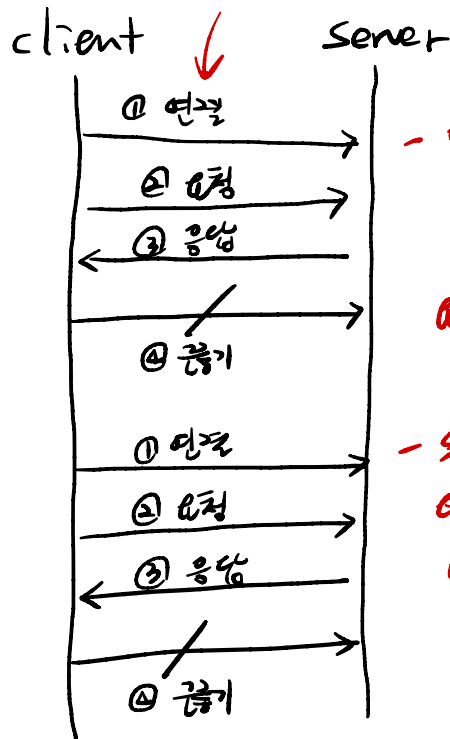 client server
① 연결
② 요청
③ 응답
④ 끊기
① 연결
② 요청
③ 응답
④ 끊기